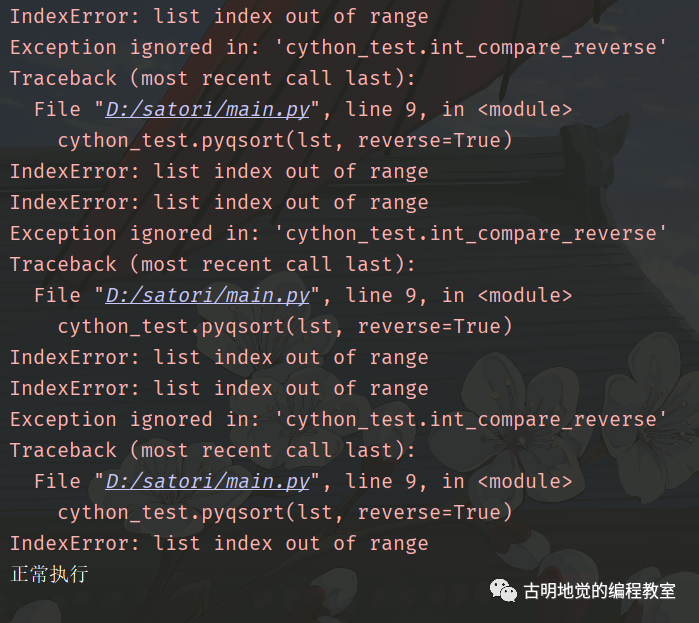 IndexError: list index out of range
Exception ignored in: 'cython_test.int_compare_reverse'
Traceback (most recent call last):
  File "D:/satori/main.py", line 9, in <module>
    cython_test.pyqsort(lst, reverse=True)
IndexError: list index out of range
IndexError: list index out of range
Exception ignored in: 'cython_test.int_compare_reverse'
Traceback (most recent call last):
  File "D:/satori/main.py", line 9, in <module>
    cython_test.pyqsort(lst, reverse=True)
IndexError: list index out of range
IndexError: list index out of range
Exception ignored in: 'cython_test.int_compare_reverse'
Traceback (most recent call last):
  File "D:/satori/main.py", line 9, in <module>
    cython_test.pyqsort(lst, reverse=True)
IndexError: list index out of range
正常执行
古明地觉的编程教室